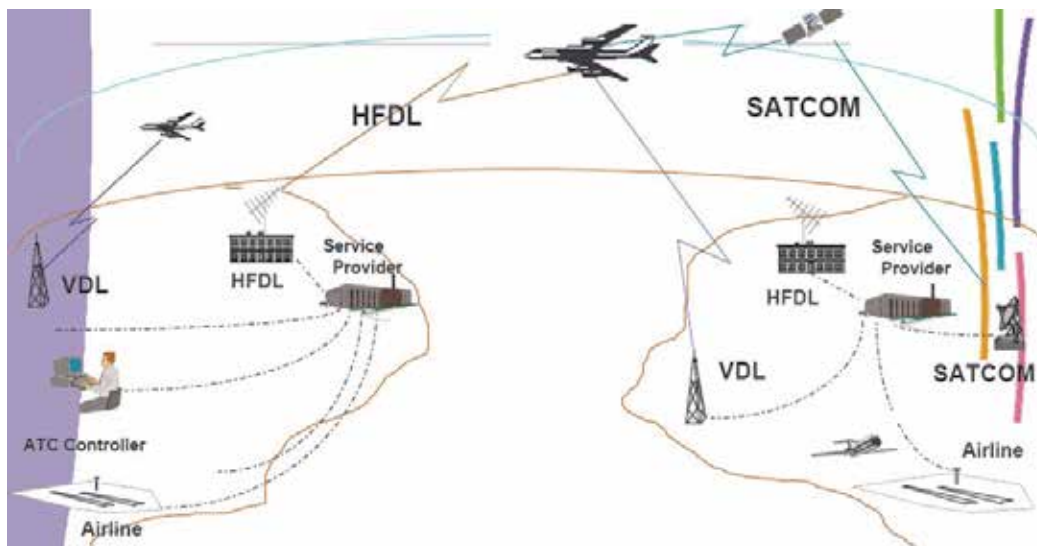 HFDL
SATCOM
VDL
HFDL
Service
Provider
ATC Controller
Airline
HFDL
Service
Provider
VDL
SATCOM
Airline